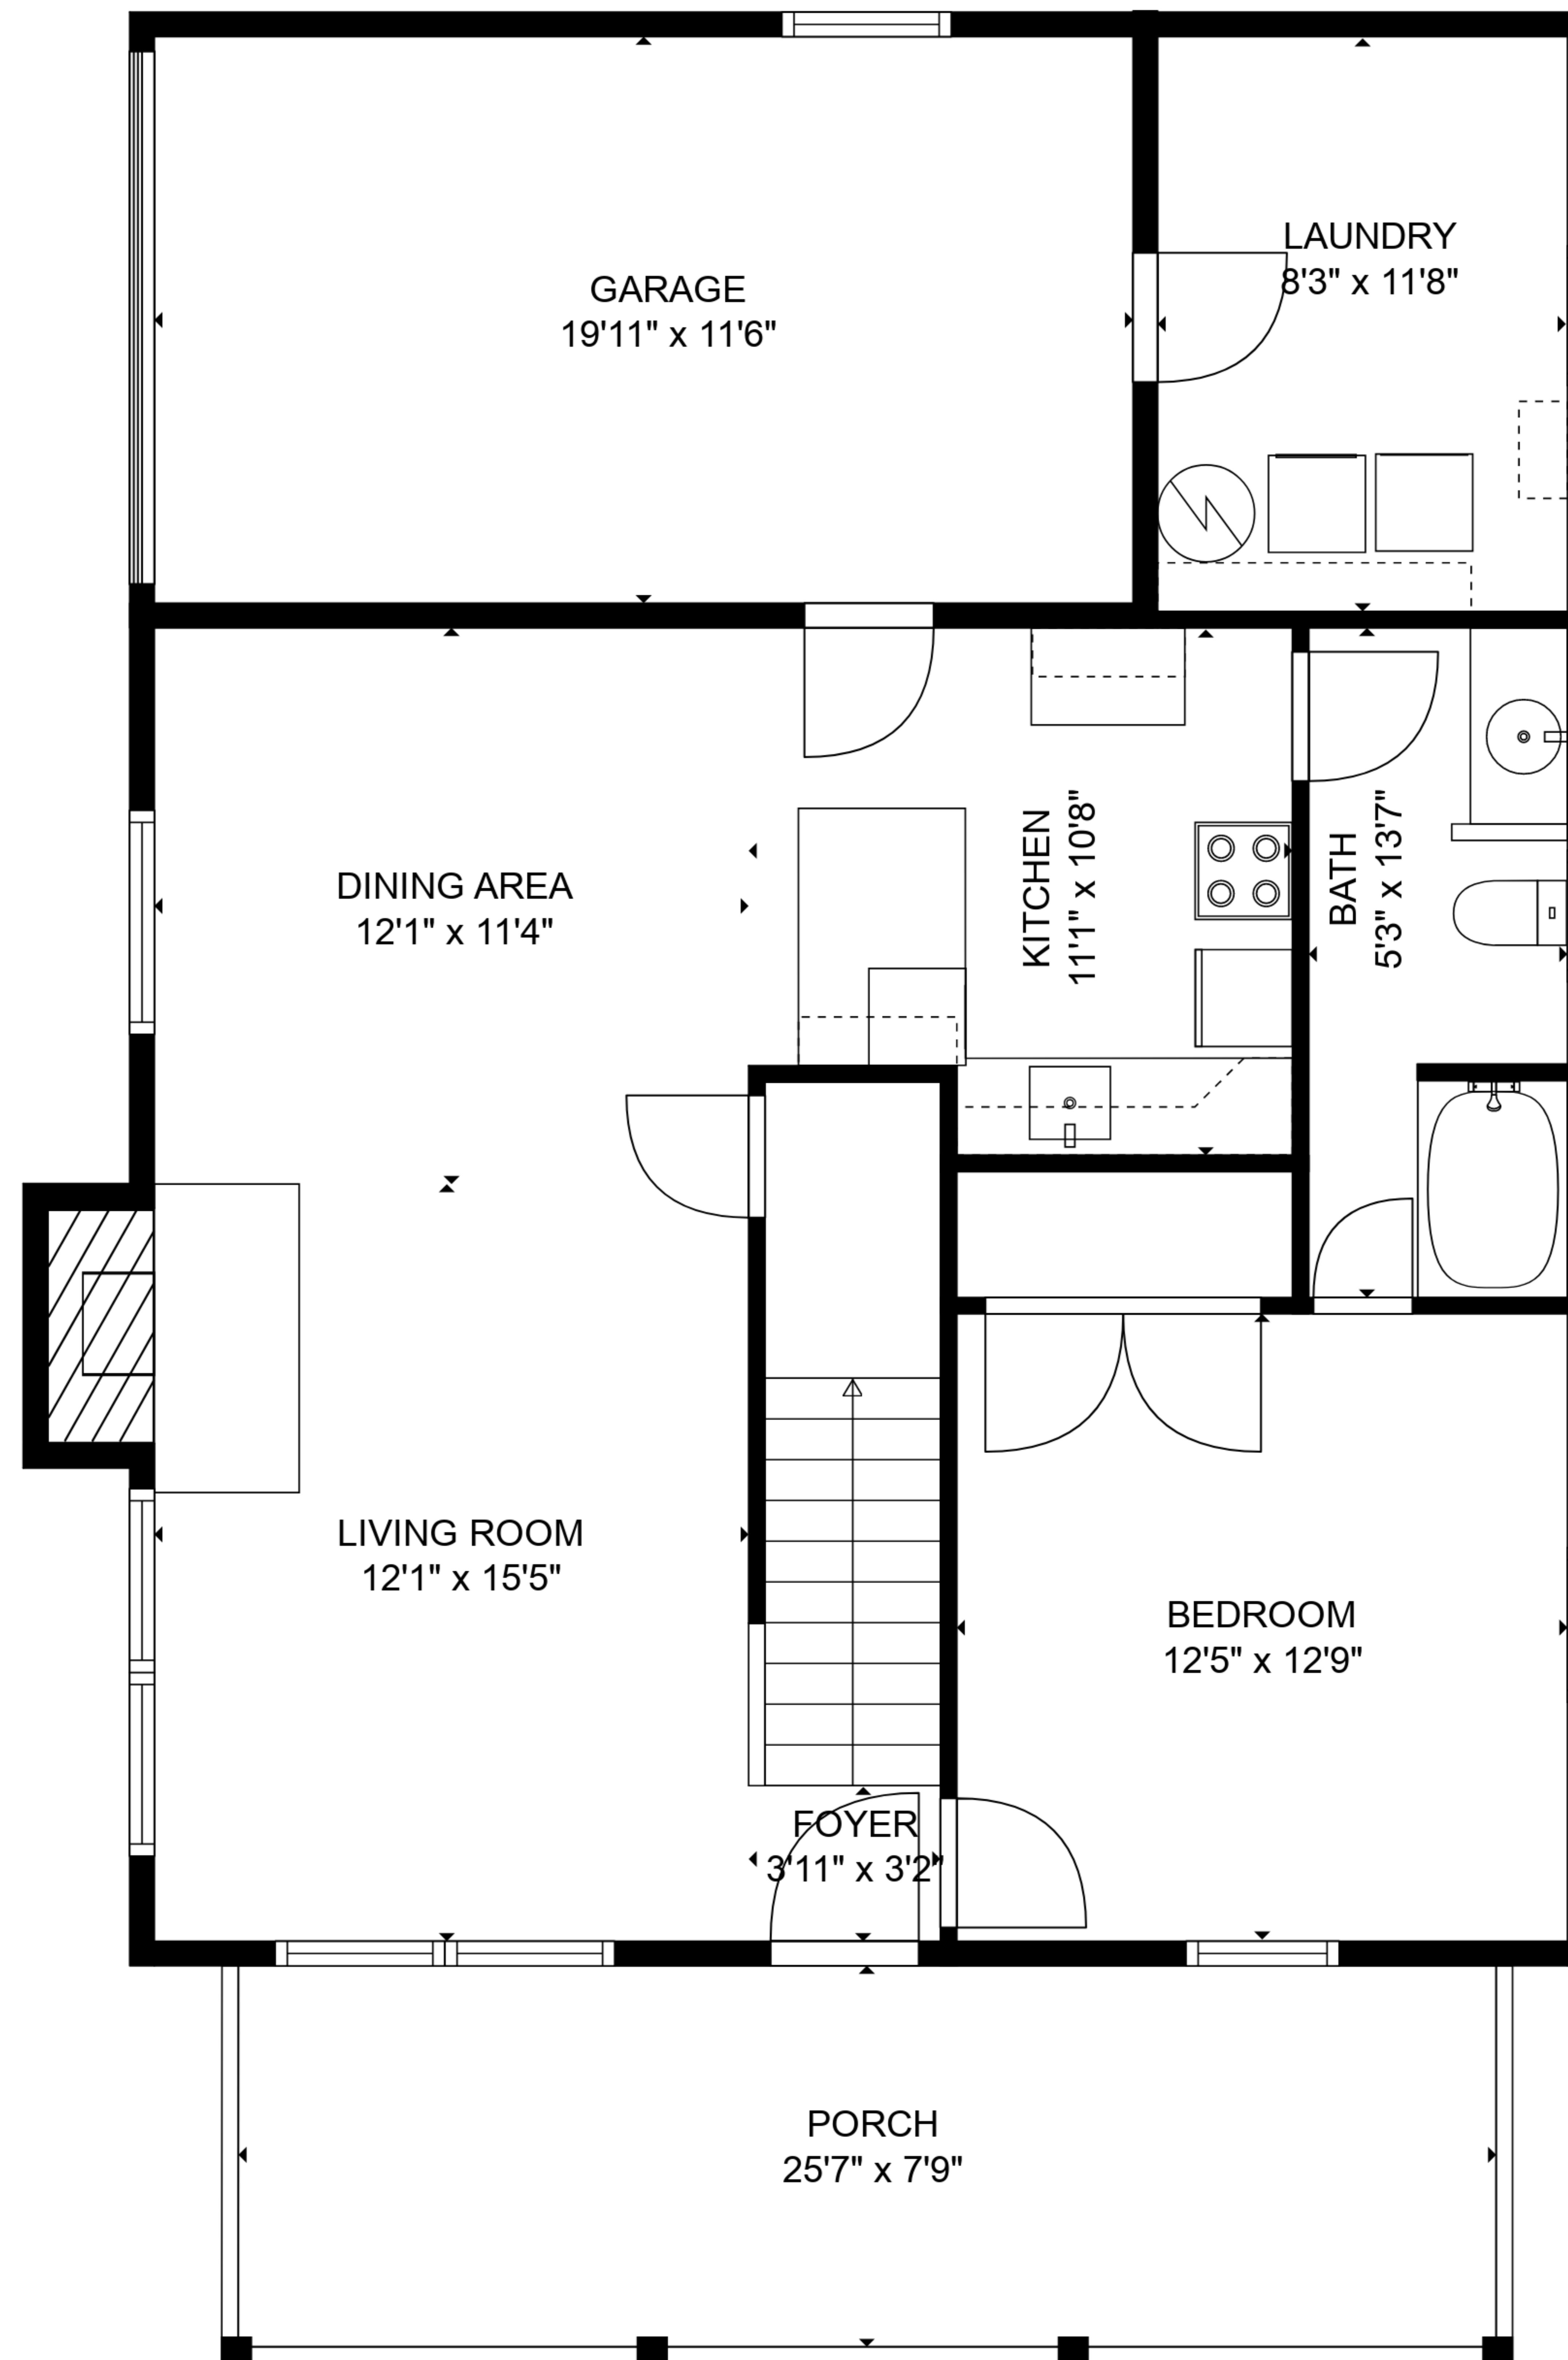 LAUNDRY
8'3" x 11'8"
GARAGE
19'11" x 11'6"
DINING AREA
12'1" x 11'4"
KITCHEN
11'1" x 10'8"
BATH
5'3" x 13'7"
LIVING ROOM
12'1" x 15'5"
BEDROOM
12'5" x 12'9"
FOYER
3'11" x 3'2"
PORCH
25'7" x 7'9"